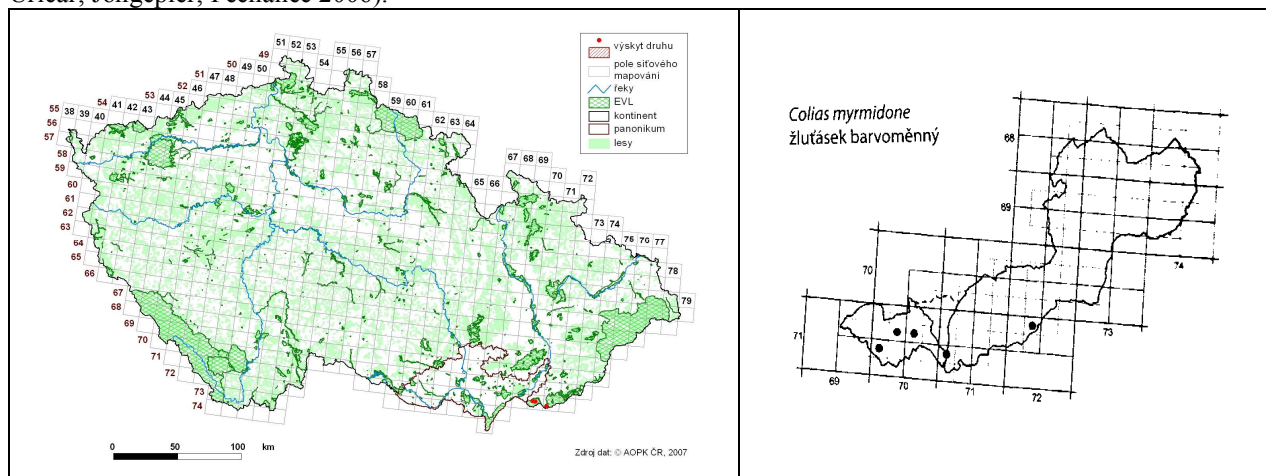 51 52 53
55 56 57
49
50 49 50
54
51 47 48
58
52 46
59 60 61
53 44 45
54 41 42 43
62 63 64
55 38 39 40
56
57
67 68 69
58
70 72
59
65 66
71
60
61
73 74
62
75 76 77
63
64
78
65
66
79
67
68
69
70
71
72
73
74
výskyt druhu
pole síťového
mapování
řeky
EVL
kontinent
panonikum
lesy
0 50 100 km
Zdroj dat: © AOPK ČR, 2007
Colias myrmidone
žluťásek barvoměnný
68
69
74
70
73
71
69 70 71 72